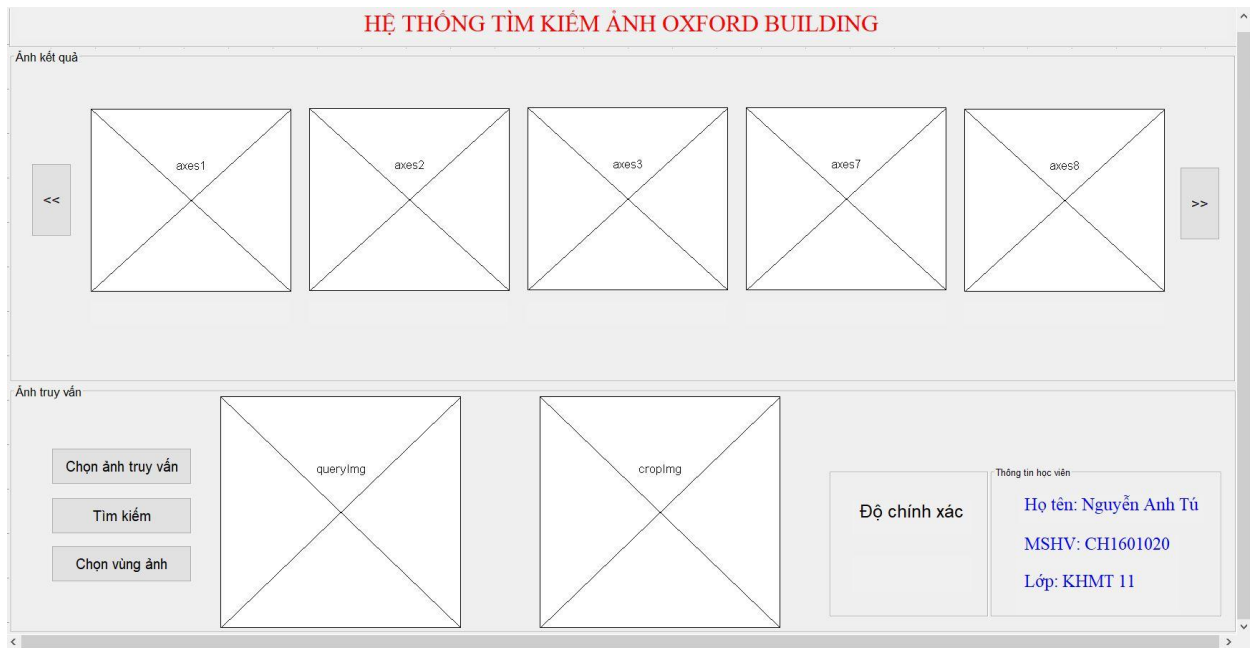 HỆ THỐNG TÌM KIẾM ẢNH OXFORD BUILDING
Ảnh kết quả
<<
axes1
axes2
axes3
axes7
axes8
>>
Ảnh truy vấn
Chọn ảnh truy vấn
Tìm kiếm
Chọn vùng ảnh
queryImg
cropImg
Độ chính xác
Thông tin học viên
Họ tên: Nguyễn Anh Tú
MSHV: CH1601020
Lớp: KHMT 11